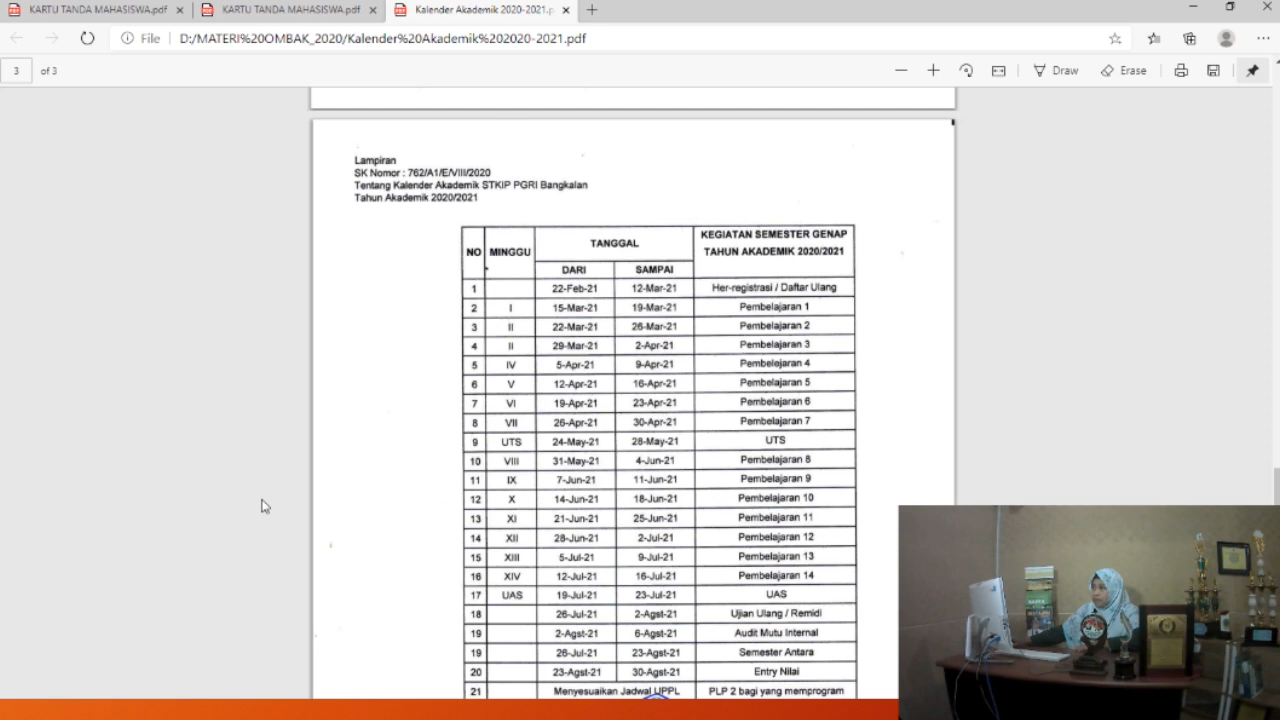 KARTU TANDA MAHASISWA.pdf KARTU TANDA MAHASISWA.pdf Kalender Akademik 2020-2021.p
File D:/MATERI%20OMBAK_2020/Kalender%20Akademik%202020-2021.pdf
3 of 3 Draw Erase
Lampiran
SK Nomor : 762/A1/E/VIII/2020
Tentang Kalender Akademik STKIP PGRI Bangkalan
Tahun Akademik 2020/2021
NO MINGGU TANGGAL KEGIATAN SEMESTER GENAP TAHUN AKADEMIK 2020/2021
DARI SAMPAI
1 22-Feb-21 12-Mar-21 Her-registrasi / Daftar Ulang
2 I 15-Mar-21 19-Mar-21 Pembelajaran 1
3 II 22-Mar-21 26-Mar-21 Pembelajaran 2
4 II 29-Mar-21 2-Apr-21 Pembelajaran 3
5 IV 5-Apr-21 9-Apr-21 Pembelejaran 4
6 V 12-Apr-21 16-Apr-21 Pembelajaran 5
7 VI 19-Apr-21 23-Apr-21 Pembelajaran 6
8 VII 26-Apr-21 30-Apr-21 Pembelajaran 7
9 UTS 24-May-21 28-May-21 UTS
10 VIII 31-May-21 4-Jun-21 Pembelajaran 8
11 IX 7-Jun-21 11-Jun-21 Pembelajaran 9
12 X 14-Jun-21 18-Jun-21 Pembelajaran 10
13 XI 21-Jun-21 25-Jun-21 Pembelajaran 11
14 XII 28-Jun-21 2-Jul-21 Pembelajaran 12
15 XIII 5-Jul-21 9-Jul-21 Pembelajaran 13
16 XIV 12-Jul-21 16-Jul-21 Pembelajaran 14
17 UAS 19-Jul-21 23-Jul-21 UAS
18 26-Jul-21 2-Agst-21 Ujian Ulang / Remidi
19 2-Agst-21 6-Agst-21 Audit Mutu Internal
19 26-Jul-21 23-Agst-21 Semester Antara
20 23-Agst-21 30-Agst-21 Entry Nilai
21 Menyesuaikan Jadwal UPPL PLP 2 bagi yang memprogram